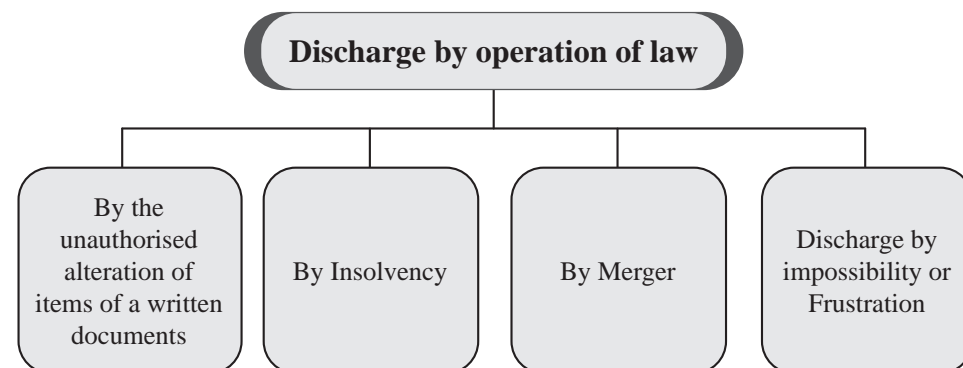 Discharge by operation of law
By the
unauthorised
alteration of
items of a written
documents
By Insolvency
By Merger
Discharge by
impossibility or
Frustration